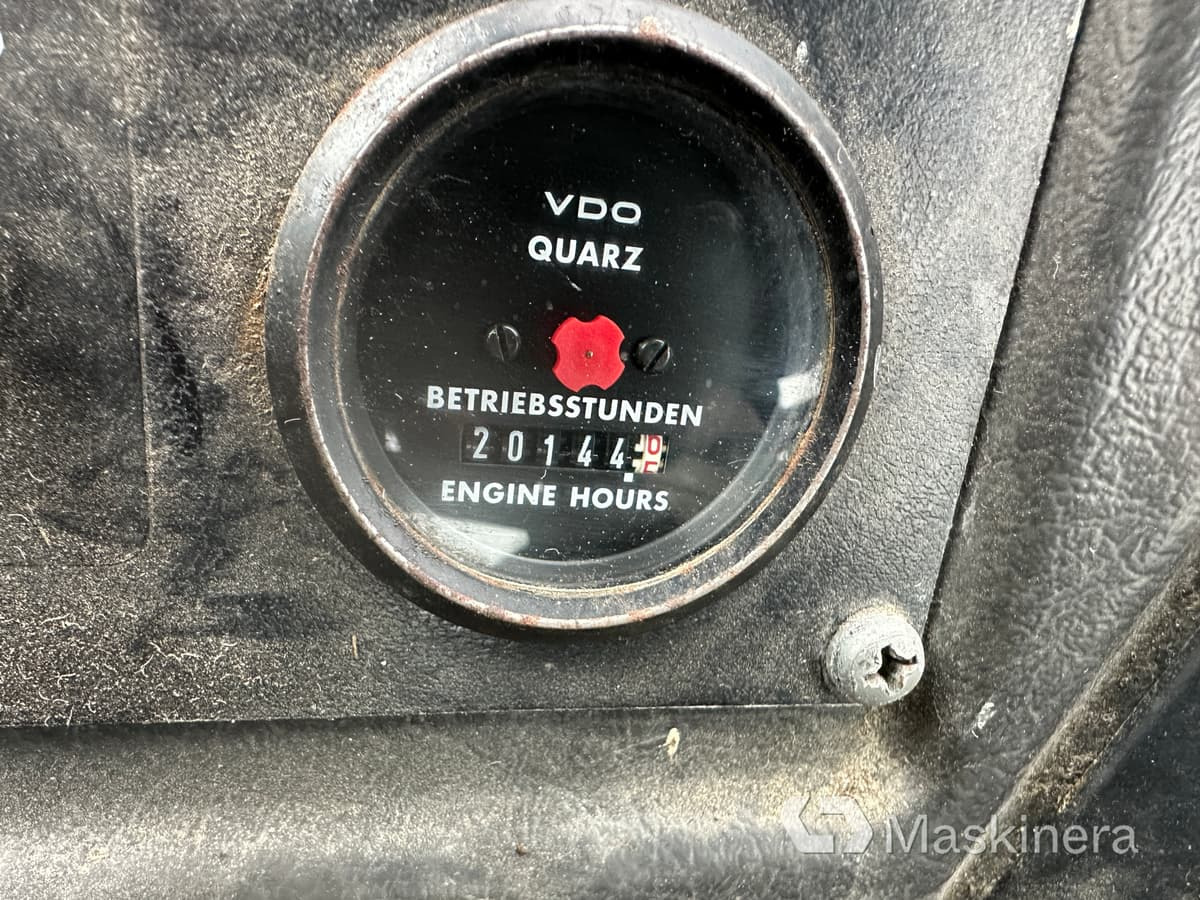 VDO
QUARZ
BETRIEBSSTUNDEN
20144
ENGINE HOURS
Maskinera